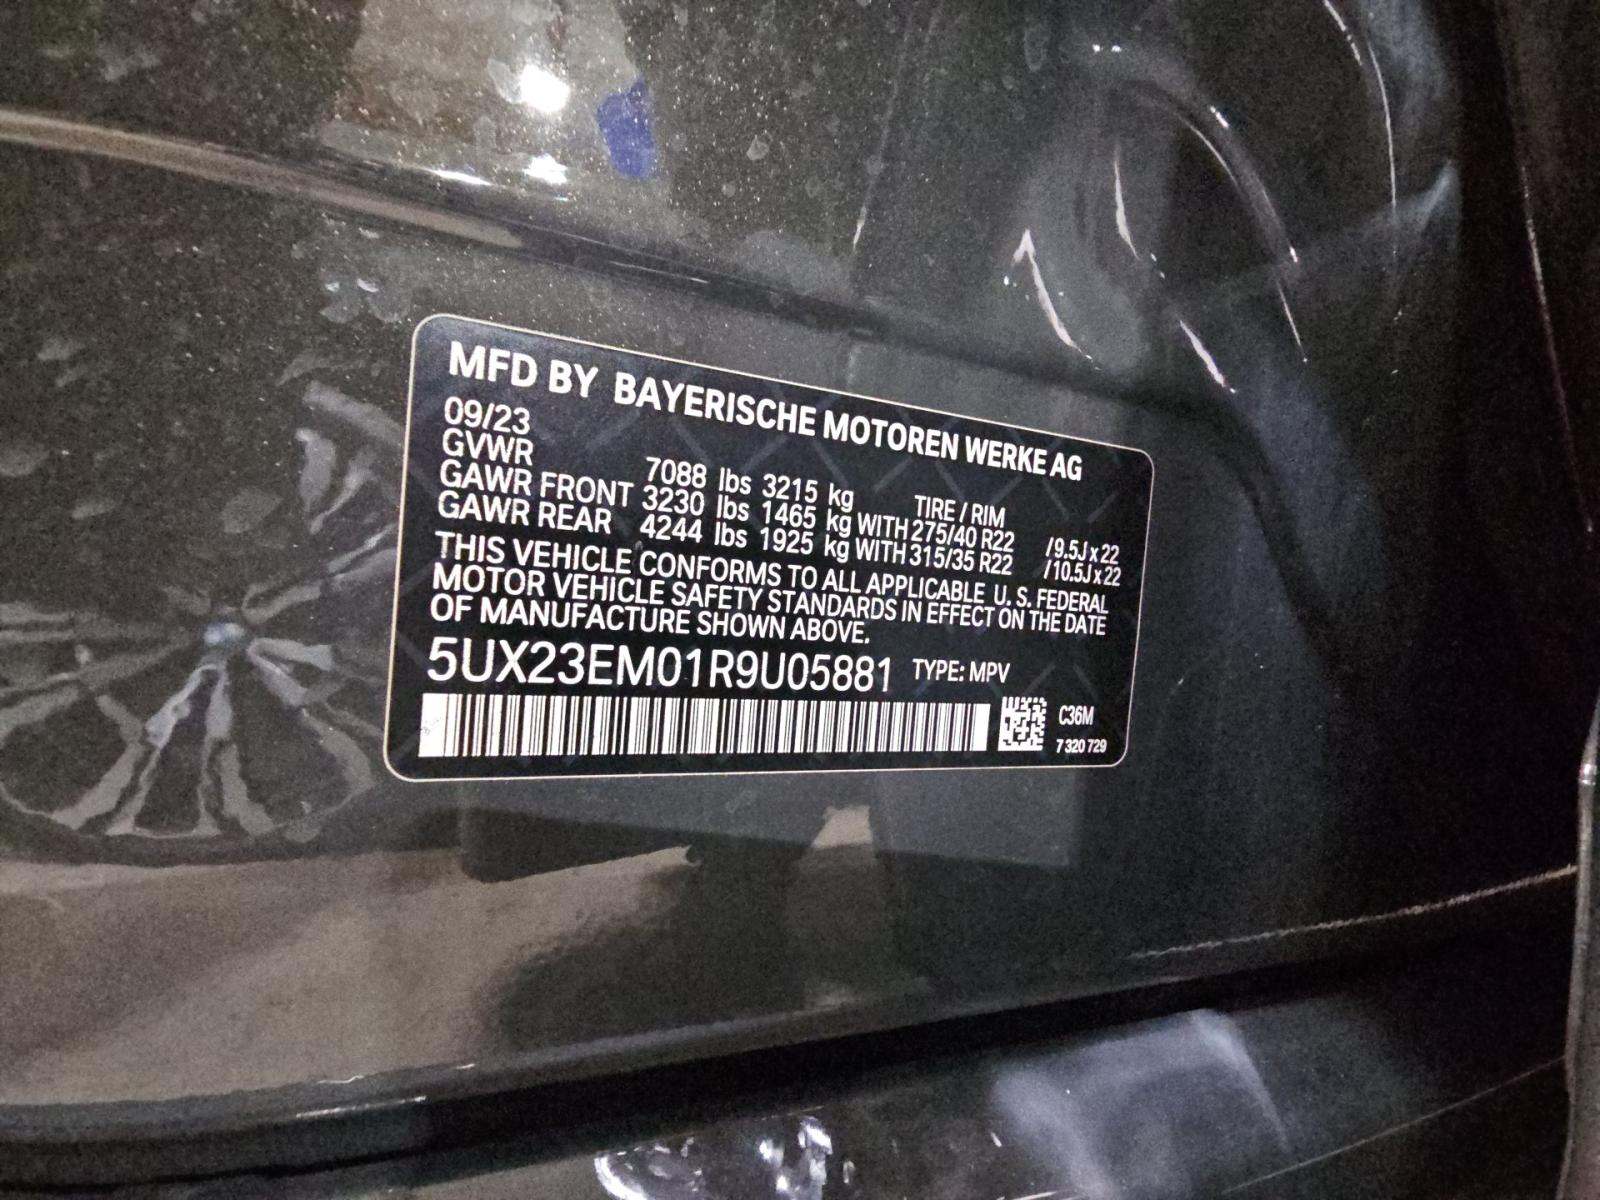 MFD BY BAYERISCHE MOTOREN WERKE AG
09/23
GVWR 7088 lbs 3215 kg TIRE / RIM
GAWR FRONT 3230 lbs 1465 kg WITH 275/40 R22 /9.5J x 22
GAWR REAR 4244 lbs 1925 kg WITH 315/35 R22 /10.5J x 22
THIS VEHICLE CONFORMS TO ALL APPLICABLE U. S. FEDERAL
MOTOR VEHICLE SAFETY STANDARDS IN EFFECT ON THE DATE
OF MANUFACTURE SHOWN ABOVE.
5UX23EM01R9U05881 TYPE: MPV
C36M
7 320 729